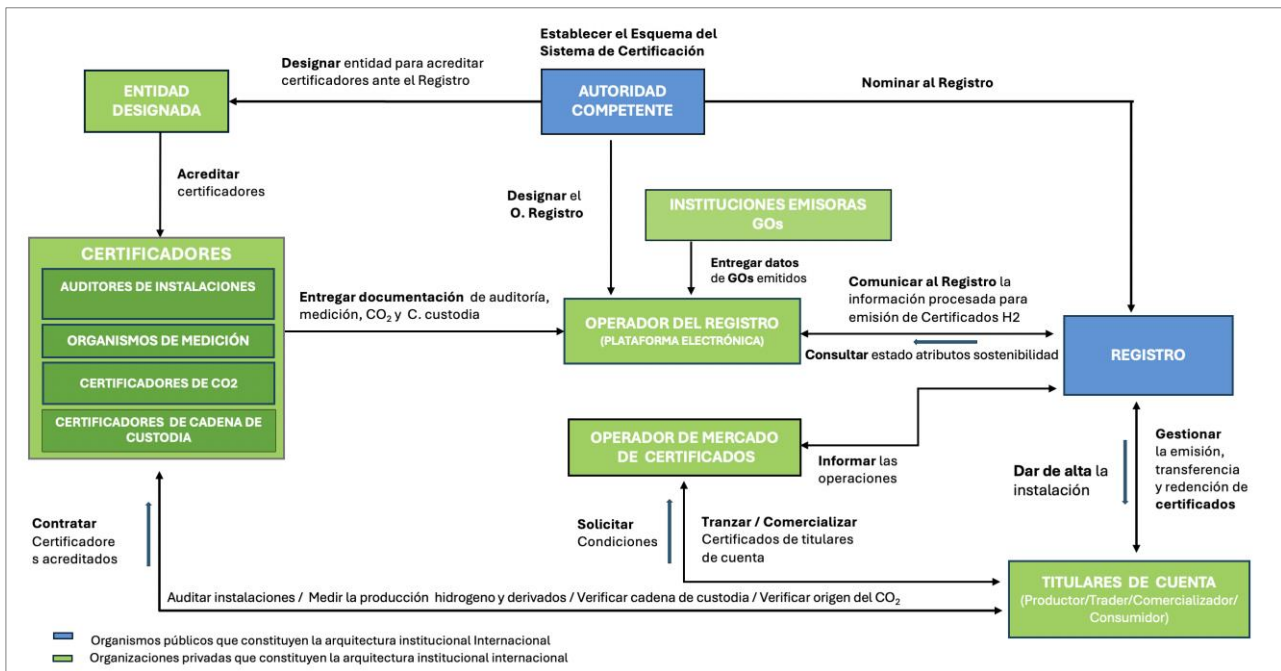 Establecer el Esquema del
Sistema de Certificación
Designar entidad para acreditar
certificadores ante el Registro
Nominar al Registro
ENTIDAD
DESIGNADA
AUTORIDAD
COMPETENTE
Acreditar
certificadores
Designar el
O. Registro
INSTITUCIONES EMISORAS
GOs
Entregar datos
de GOs emitidos
CERTIFICADORES
AUDITORES DE INSTALACIONES
ORGANISMOS DE MEDICIÓN
CERTIFICADORES DE CO2
CERTIFICADORES DE CADENA DE
CUSTODIA
Entregar documentación de auditoría,
medición, CO2 y C. custodia
OPERADOR DEL REGISTRO
(PLATAFORMA ELECTRÓNICA)
Comunicar al Registro la
información procesada para
emisión de Certificados H2
Consultar estado atributos sostenibilidad
REGISTRO
OPERADOR DE MERCADO
DE CERTIFICADOS
Informar las
operaciones
Dar de alta la
instalación
Gestionar
la emisión,
transferencia
y redención de
certificados
Contratar
Certificadore
s acreditados
Solicitar
Condiciones
Tranzar / Comercializar
Certificados de titulares
de cuenta
Auditar instalaciones / Medir la producción hidrogeno y derivados / Verificar cadena de custodia / Verificar origen del CO2
TITULARES DE CUENTA
(Productor/Trader/Comercializador/
Consumidor)
Organismos públicos que constituyen la arquitectura institucional Internacional
Organizaciones privadas que constituyen la arquitectura institucional internacional